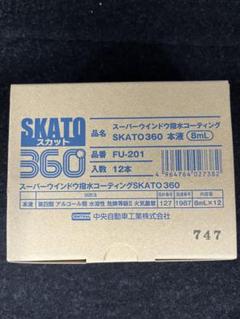 SKATO
スカット
360°
品名 スーパーウインドウ撥水コーティング
SKATO360 本液 8mL
品番 FU-201
入数 12本
4964764027382
スーパーウインドウ撥水コーティングSKATO360
本液 第四類 アルコール類 水溶性 危険等級Ⅱ 火気厳禁 127 1987 8mL×12
中央自動車工業株式会社
747